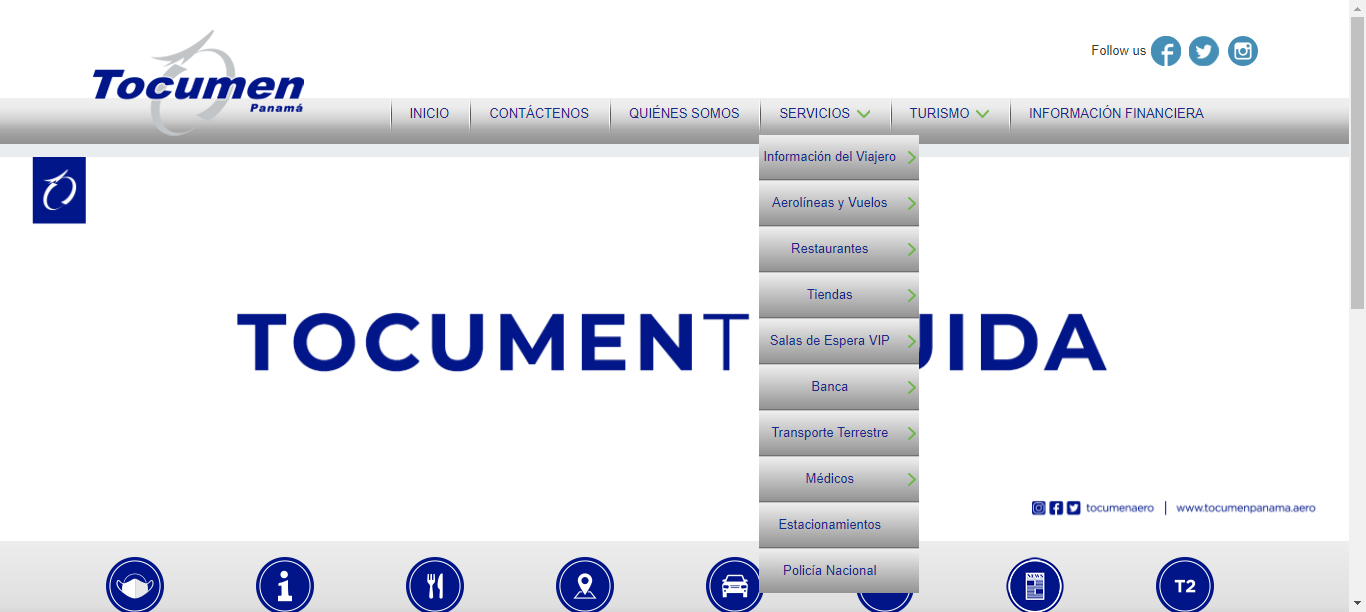 Tocumen
Panamá
Follow us
INICIO
CONTÁCTENOS
QUIÉNES SOMOS
SERVICIOS
TURISMO
INFORMACIÓN FINANCIERA
Información del Viajero
Aerolíneas y Vuelos
Restaurantes
Tiendas
Salas de Espera VIP
Banca
Transporte Terrestre
Médicos
Estacionamientos
Policía Nacional
TOCUMENT UIDA
tocumenaero | www.tocumenpanama.aero
NEWS
T2